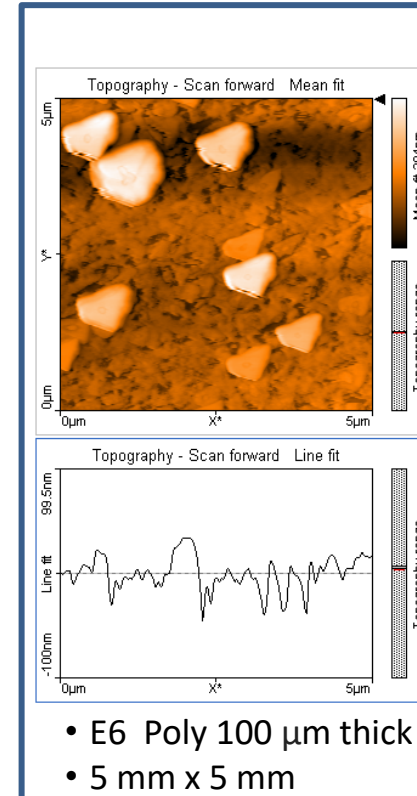 Topography - Scan forward Mean fit
5µm
Y*
0µm
0µm X* 5µm
Topography - Scan forward Line fit
99.5nm
Line fit
-100nm
0µm X* 5µm
• E6 Poly 100 µm thick
• 5 mm x 5 mm